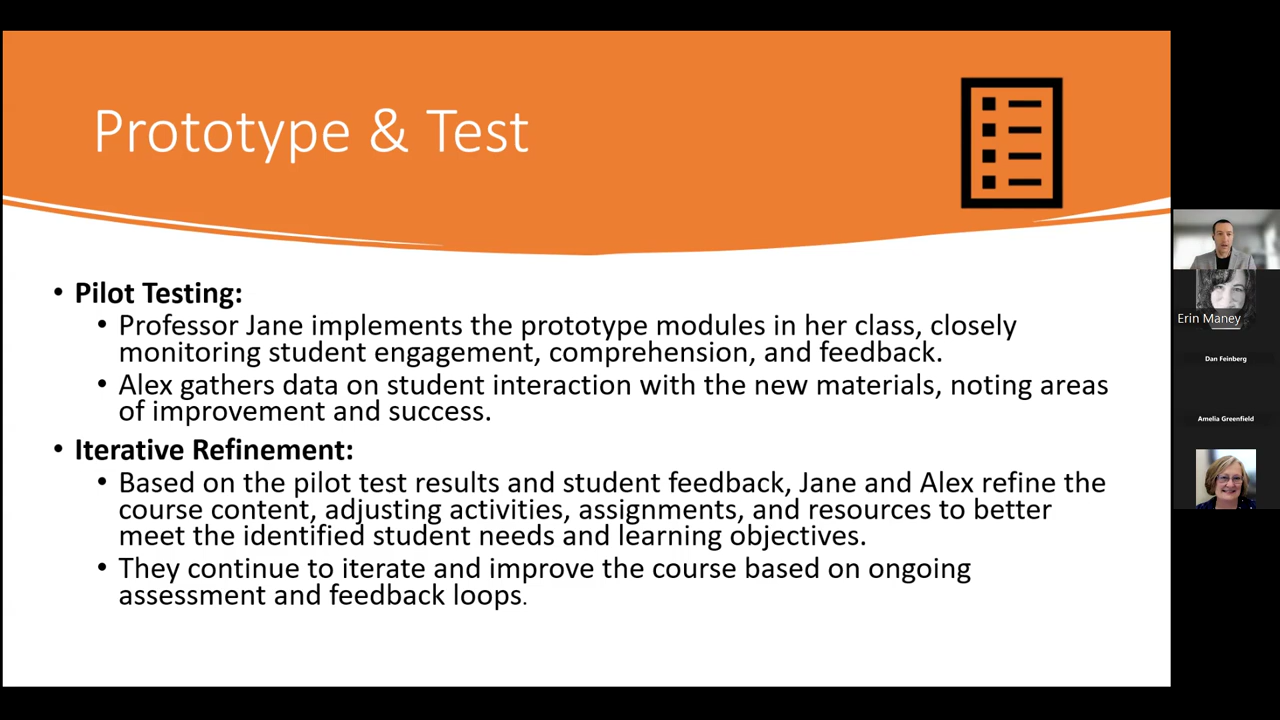 Prototype & Test
• Pilot Testing:
• Professor Jane implements the prototype modules in her class, closely
monitoring student engagement, comprehension, and feedback.
• Alex gathers data on student interaction with the new materials, noting areas
of improvement and success.
• Iterative Refinement:
• Based on the pilot test results and student feedback, Jane and Alex refine the
course content, adjusting activities, assignments, and resources to better
meet the identified student needs and learning objectives.
• They continue to iterate and improve the course based on ongoing
assessment and feedback loops.
Erin Maney
Dan Feinberg
Amelia Greenfield